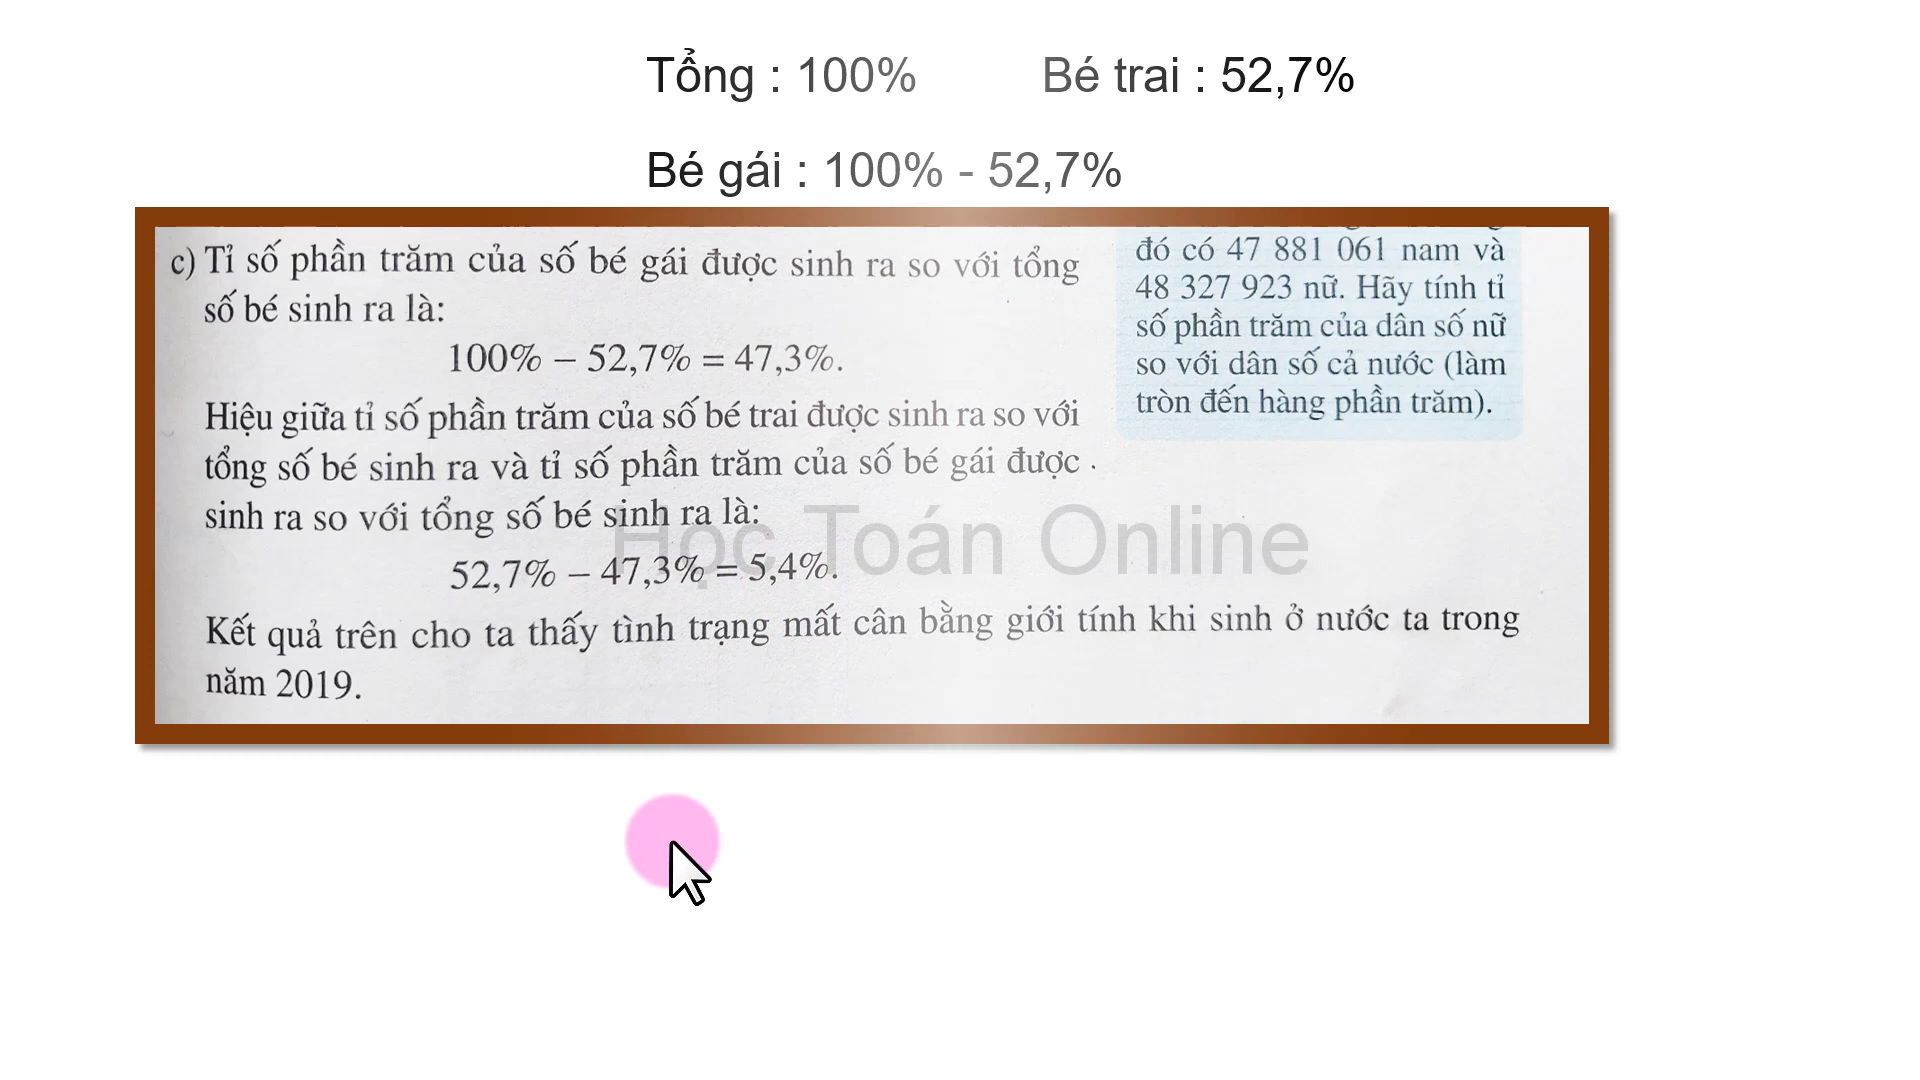 Tổng : 100% Bé trai : 52,7%
Bé gái : 100% - 52,7%
c) Tỉ số phần trăm của số bé gái được sinh ra so với tổng
số bé sinh ra là:
100% – 52,7% = 47,3%.
Hiệu giữa tỉ số phần trăm của số bé trai được sinh ra so với
tổng số bé sinh ra và tỉ số phần trăm của số bé gái được
sinh ra so với tổng số bé sinh ra là:
52,7% – 47,3% = 5,4%.
Kết quả trên cho ta thấy tình trạng mất cân bằng giới tính khi sinh ở nước ta trong
năm 2019.
đó có 47 881 061 nam và
48 327 923 nữ. Hãy tính tỉ
số phần trăm của dân số nữ
so với dân số cả nước (làm
tròn đến hàng phần trăm).
Học Toán Online